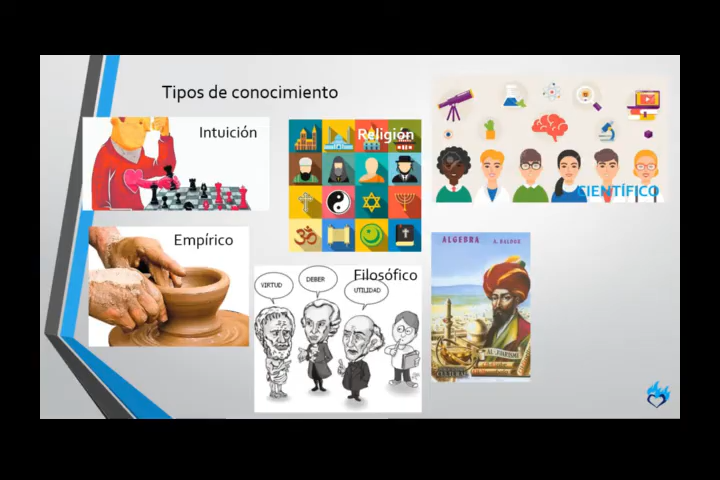 Tipos de conocimiento
Intuición
Religión
CIENTÍFICO
Empírico
Filosófico
VIRTUD
DEBER
UTILIDAD
ALGEBRA A. BALDOR